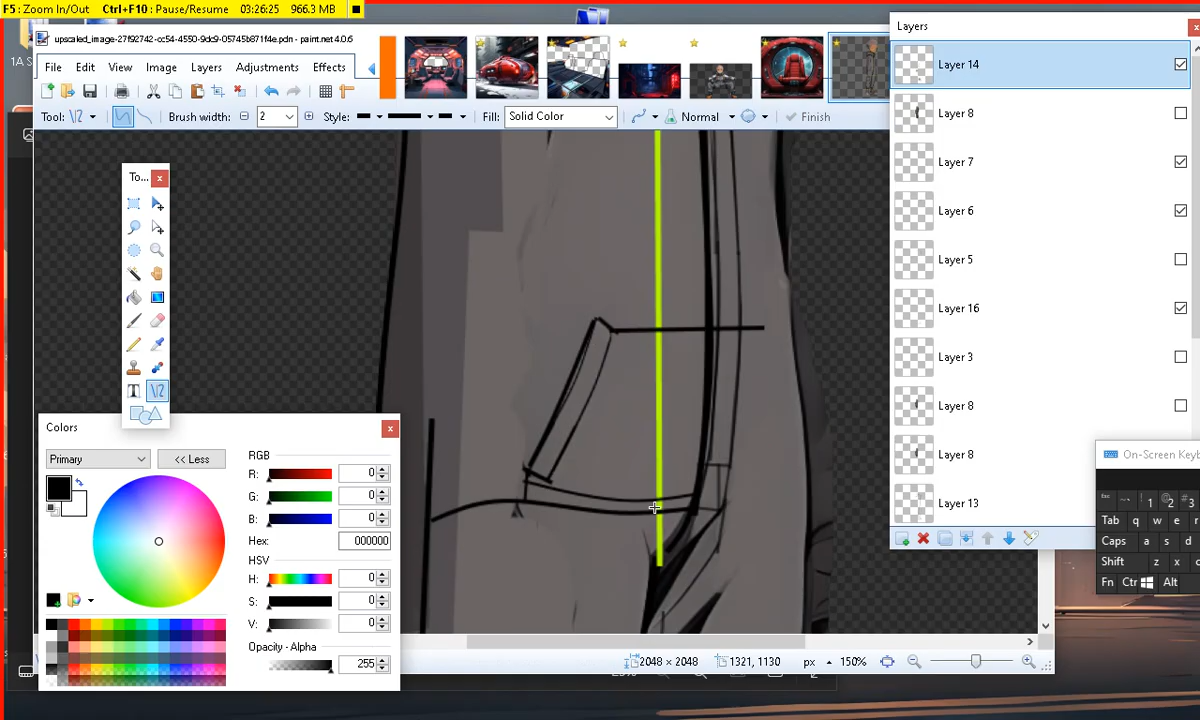 F5: Zoom In/Out Ctrl+F10 : Pause/Resume 03:26:25 966.3 MB
1A S
upscaled_image-27f92742-cc54-4550-9dc9-05745b871f4e.pdn - paint.net 4.0.6
File Edit View Image Layers Adjustments Effects
Tool: Brush width: 2 Style: Fill: Solid Color Normal Finish
To...
T
Colors
Primary << Less
RGB
R: 0
G: 0
B: 0
Hex: 000000
HSV
H: 0
S: 0
V: 0
Opacity - Alpha
255
Layers
Layer 14
Layer 8
Layer 7
Layer 6
Layer 5
Layer 16
Layer 3
Layer 8
Layer 8
Layer 13
On-Screen Keyb
Esc ~ ` ! 1 @ 2 # 3
Tab q w e r
Caps a s d
Shift z x c
Fn Ctr Alt
2048 × 2048 1321, 1130 px 150%